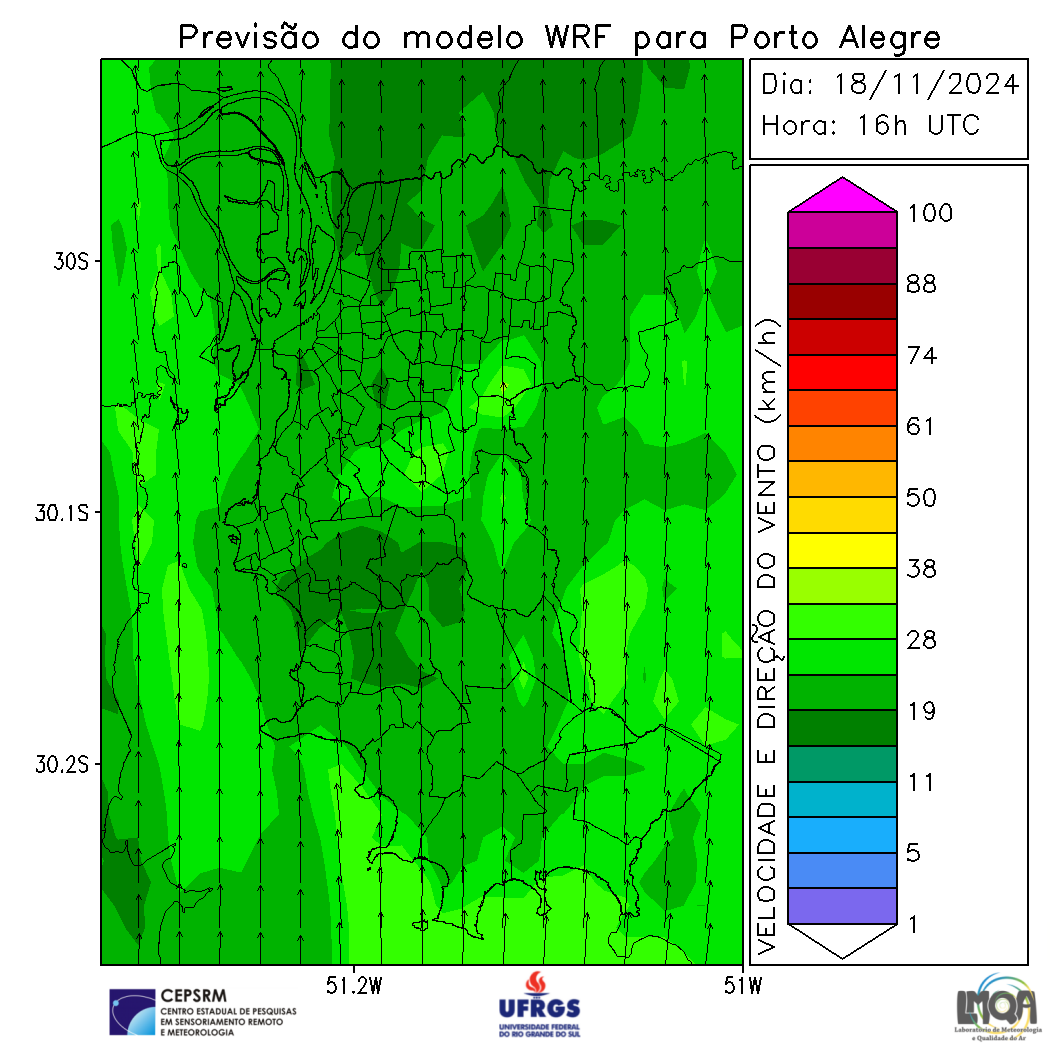 Previsão do modelo WRF para Porto Alegre
Dia: 18/11/2024
Hora: 16h UTC
30S
30.1S
30.2S
51.2W
51W
VELOCIDADE E DIREÇÃO DO VENTO (km/h)
100
88
74
61
50
38
28
19
11
5
1
CEPSRM
CENTRO ESTADUAL DE PESQUISAS
EM SENSORIAMENTO REMOTO
E METEOROLOGIA
UFRGS
UNIVERSIDADE FEDERAL
DO RIO GRANDE DO SUL
LMQA
Laboratório de Meteorologia
e Qualidade do Ar